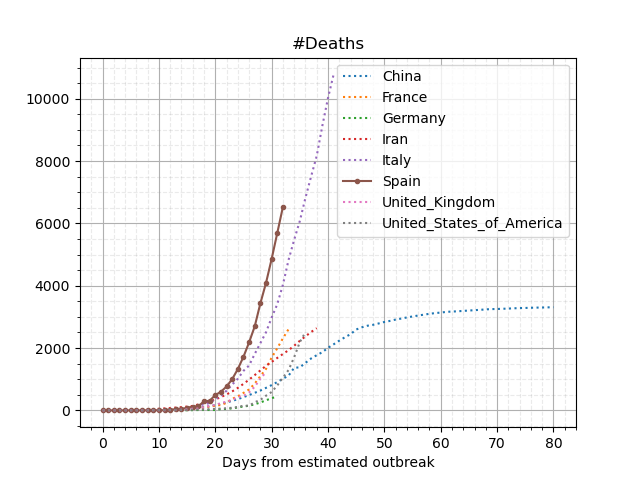 #Deaths
10000
8000
6000
4000
2000
0
China
France
Germany
Iran
Italy
Spain
United_Kingdom
United_States_of_America
0 10 20 30 40 50 60 70 80
Days from estimated outbreak